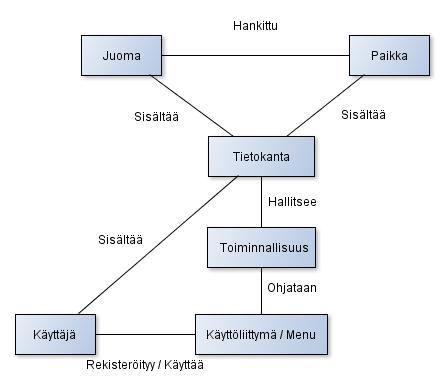 Hankittu
Juoma
Paikka
Sisältää
Sisältää
Tietokanta
Hallitsee
Sisältää
Toiminnallisuus
Ohjataan
Käyttäjä
Käyttöliittymä / Menu
Rekisteröityy / Käyttää